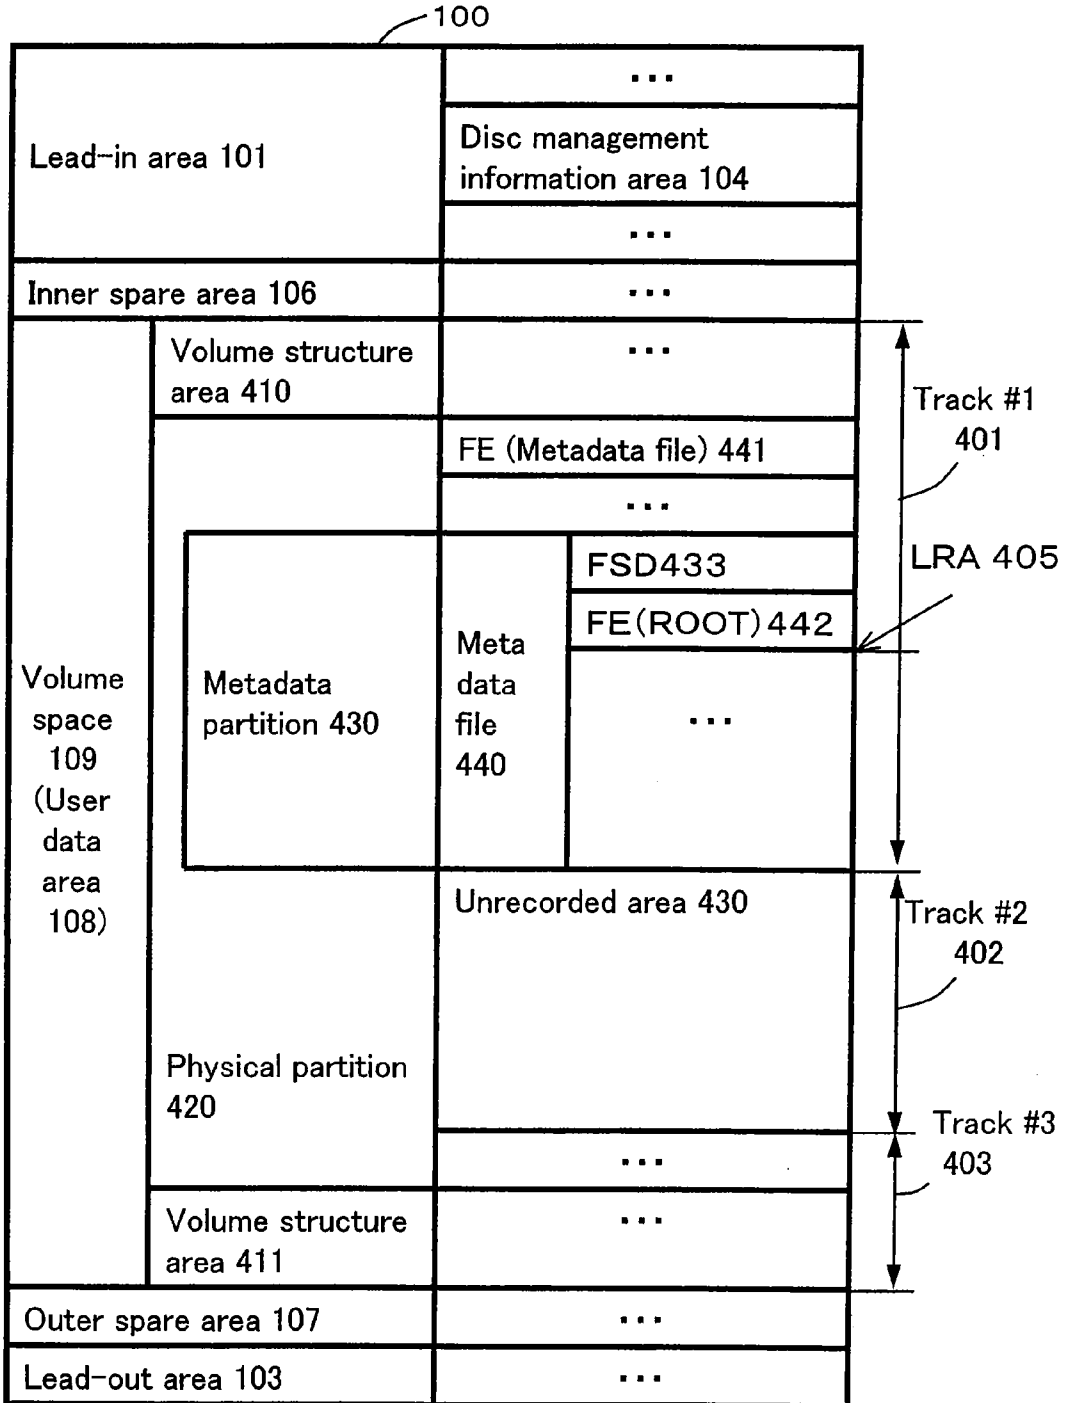 100
...
Lead-in area 101
Disc management
information area 104
...
Inner spare area 106
...
Volume structure
area 410
...
Track #1
401
FE (Metadata file) 441
...
FSD433
LRA 405
FE(ROOT)442
Meta
data
file
440
Metadata
partition 430
...
Volume
space
109
(User
data
area
108)
Unrecorded area 430
Track #2
402
Physical partition
420
Track #3
403
...
Volume structure
area 411
...
Outer spare area 107
...
Lead-out area 103
...